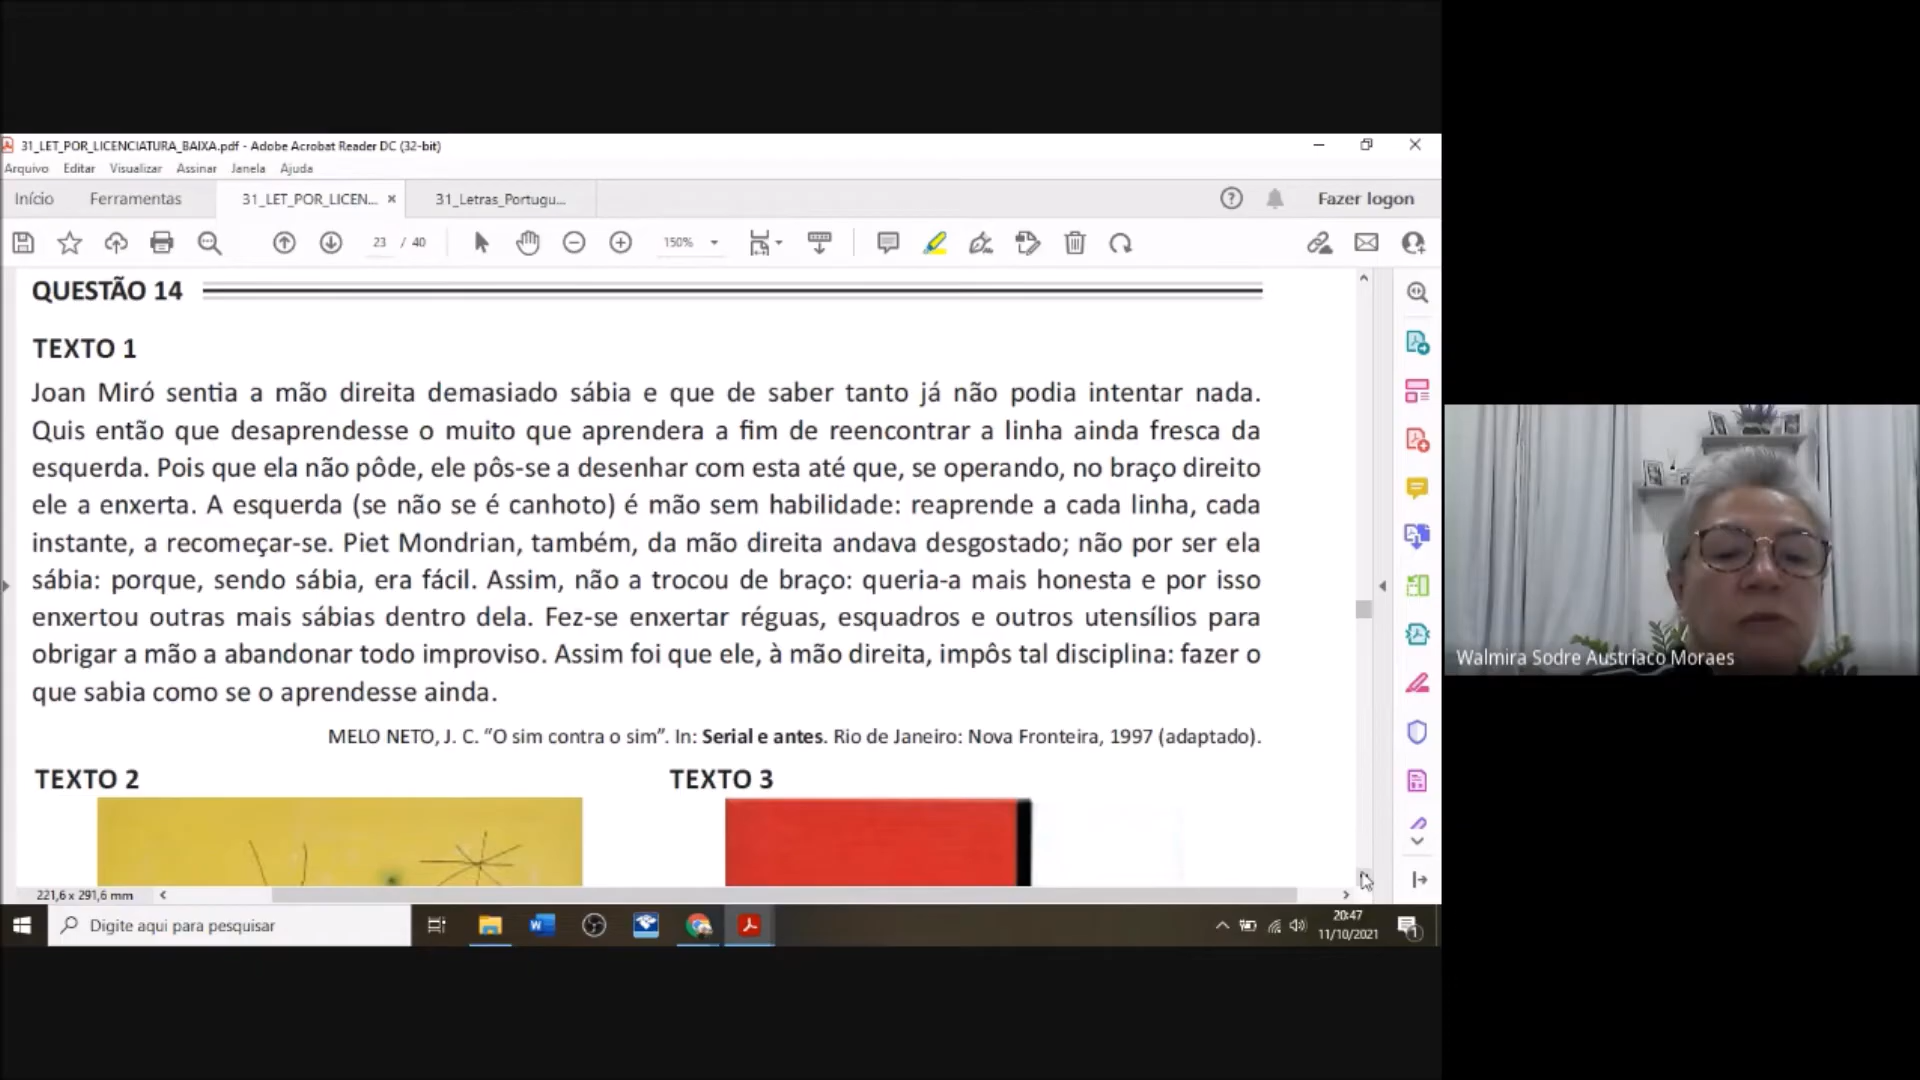 31_LET_POR_LICENCIATURA_BAIXA.pdf - Adobe Acrobat Reader DC (32-bit)
Arquivo Editar Visualizar Assinar Janela Ajuda
Início Ferramentas 31_LET_POR_LICEN... × 31_Letras_Portugu... Fazer logon
23 / 40 150%
QUESTÃO 14
TEXTO 1
Joan Miró sentia a mão direita demasiado sábia e que de saber tanto já não podia intentar nada.
Quis então que desaprendesse o muito que aprendera a fim de reencontrar a linha ainda fresca da
esquerda. Pois que ela não pôde, ele pôs-se a desenhar com esta até que, se operando, no braço direito
ele a enxerta. A esquerda (se não se é canhoto) é mão sem habilidade: reaprende a cada linha, cada
instante, a recomeçar-se. Piet Mondrian, também, da mão direita andava desgostado; não por ser ela
sábia: porque, sendo sábia, era fácil. Assim, não a trocou de braço: queria-a mais honesta e por isso
enxertou outras mais sábias dentro dela. Fez-se enxertar réguas, esquadros e outros utensílios para
obrigar a mão a abandonar todo improviso. Assim foi que ele, à mão direita, impôs tal disciplina: fazer o
que sabia como se o aprendesse ainda.
MELO NETO, J. C. “O sim contra o sim”. In: Serial e antes. Rio de Janeiro: Nova Fronteira, 1997 (adaptado).
TEXTO 2 TEXTO 3
221,6 x 291,6 mm
Digite aqui para pesquisar
20:47
11/10/2021
1
Walmira Sodre Austríaco Moraes